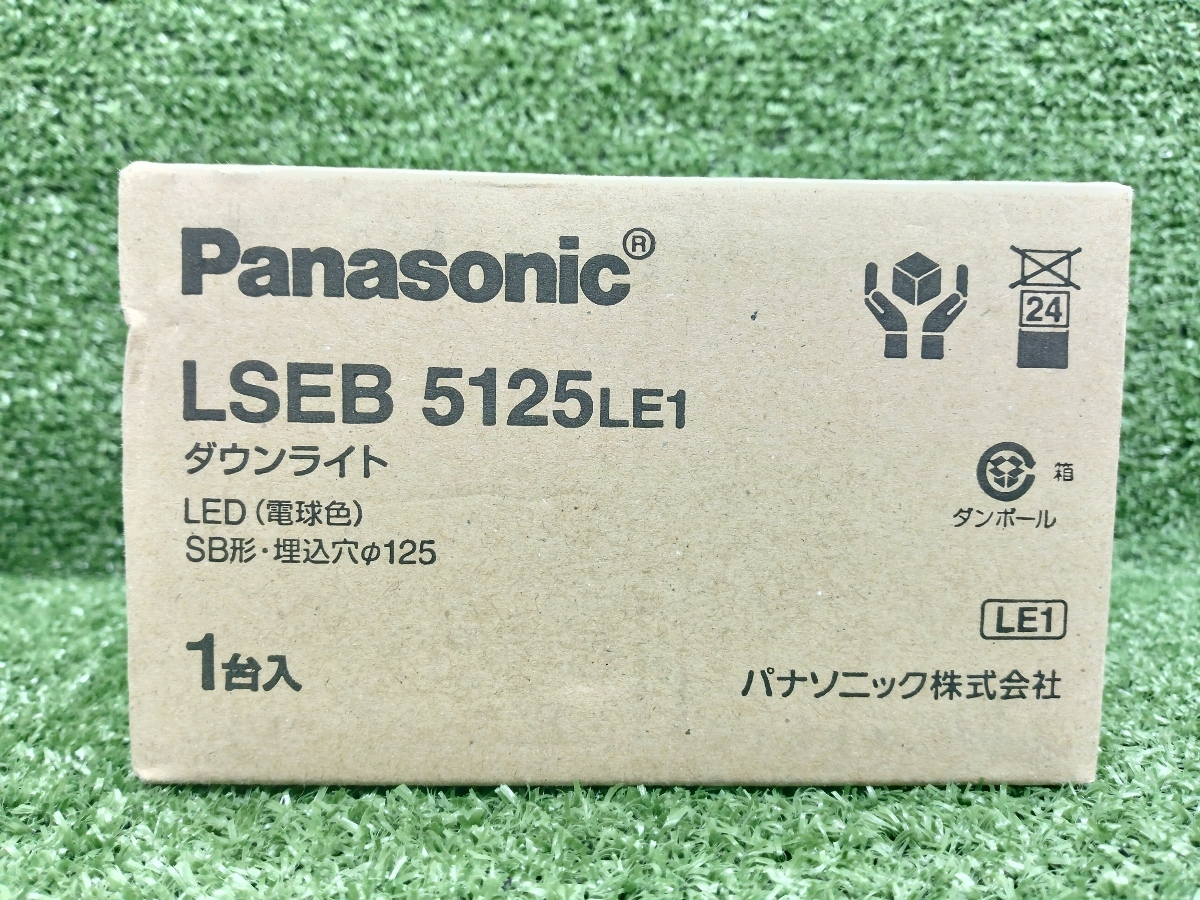 Panasonic®
24
LSEB 5125LE1
ダウンライト
LED（電球色）
SB形・埋込穴φ125
箱
ダンボール
LE1
1台入
パナソニック株式会社